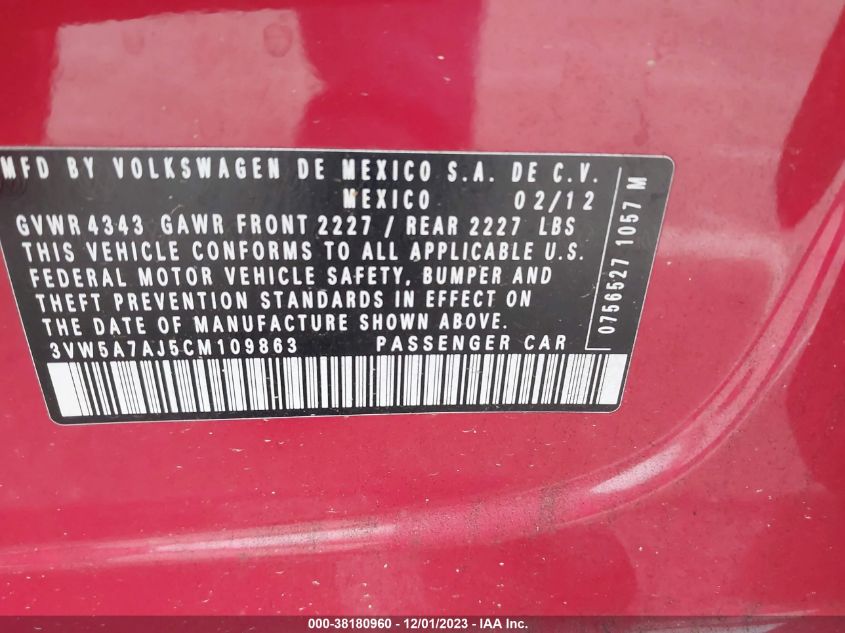 MFD BY VOLKSWAGEN DE MEXICO S.A. DE C.V.
MEXICO 02/12
GVWR 4343 GAWR FRONT 2227 / REAR 2227 LBS
THIS VEHICLE CONFORMS TO ALL APPLICABLE U.S.
FEDERAL MOTOR VEHICLE SAFETY, BUMPER AND
THEFT PREVENTION STANDARDS IN EFFECT ON
THE DATE OF MANUFACTURE SHOWN ABOVE.
3VW5A7AJ5CM109863 PASSENGER CAR
0756527 1057 M
000-38180960 - 12/01/2023 - IAA Inc.